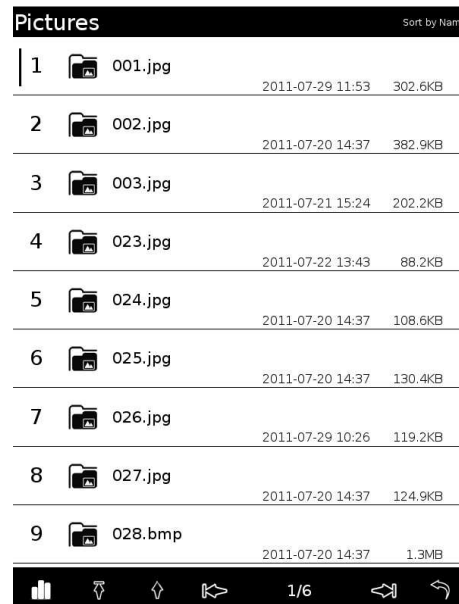 Pictures Sort by Nam
1 001.jpg
2011-07-29 11:53 302.6KB
2 002.jpg
2011-07-20 14:37 382.9KB
3 003.jpg
2011-07-21 15:24 202.2KB
4 023.jpg
2011-07-22 13:43 88.2KB
5 024.jpg
2011-07-20 14:37 108.6KB
6 025.jpg
2011-07-20 14:37 130.4KB
7 026.jpg
2011-07-29 10:26 119.2KB
8 027.jpg
2011-07-20 14:37 124.9KB
9 028.bmp
2011-07-20 14:37 1.3MB
1/6